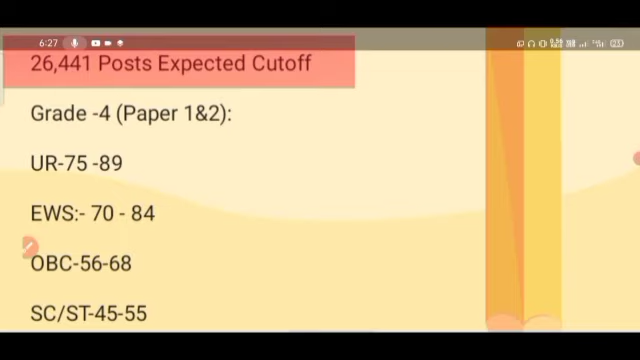 6:27
26,441 Posts Expected Cutoff
Grade -4 (Paper 1&2):
UR-75 -89
EWS:- 70 - 84
OBC-56-68
SC/ST-45-55